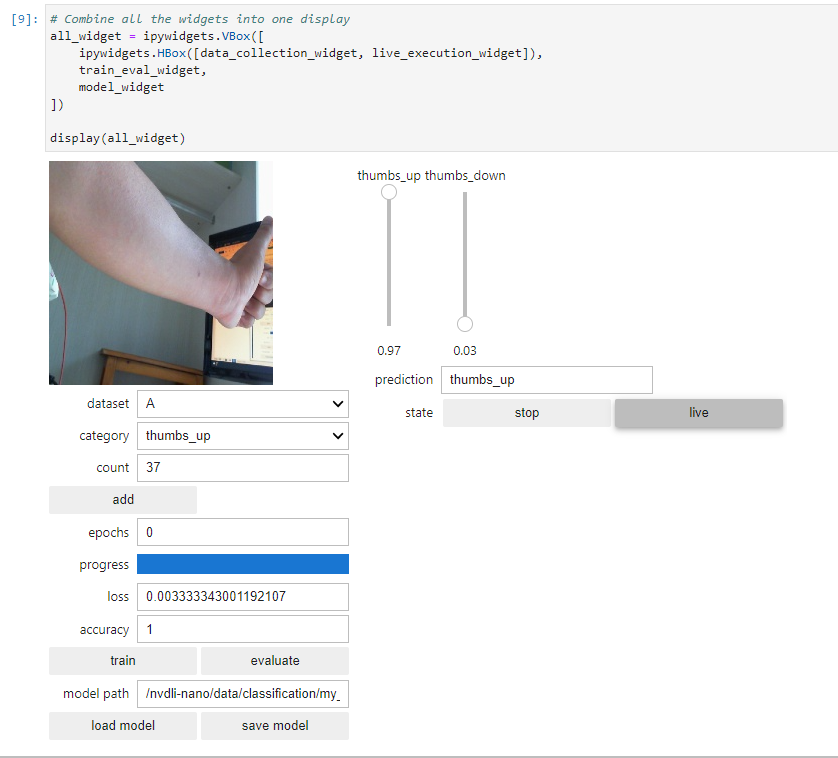 [9]: # Combine all the widgets into one display
all_widget = ipywidgets.VBox([
    ipywidgets.HBox([data_collection_widget, live_execution_widget]),
    train_eval_widget,
    model_widget
])

display(all_widget)
thumbs_up thumbs_down
0.97 0.03
prediction thumbs_up
state stop live
dataset A
category thumbs_up
count 37
add
epochs 0
progress
loss 0.003333343001192107
accuracy 1
train evaluate
model path /nvdli-nano/data/classification/my_
load model save model